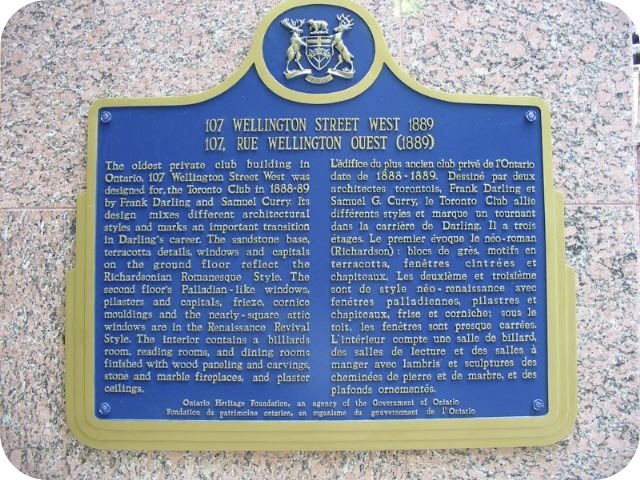 107 WELLINGTON STREET WEST 1889
107, RUE WELLINGTON OUEST (1889)
The oldest private club building in
Ontario, 107 Wellington Street West was
designed for the Toronto Club in 1888-89
by Frank Darling and Samuel Curry. Its
design mixes different architectural
styles and marks an important transition
in Darling's career. The sandstone base,
terracotta details, windows and capitals
on the ground floor reflect the
Richardsonian Romanesque Style. The
second floor's Palladian-like windows,
pilasters and capitals, frieze, cornice
mouldings and the nearly-square attic
windows are in the Renaissance Revival
Style. The interior contains a billiards
room, reading rooms, and dining rooms
finished with wood paneling and carvings,
stone and marble fireplaces, and plaster
ceilings.
L'édifice du plus ancien club privé de l'Ontario
date de 1888-1889. Dessiné par deux
architectes torontois, Frank Darling et
Samuel G. Curry, le Toronto Club allie
différents styles et marque un tournant
dans la carrière de Darling. Il a trois
étages. Le premier évoque le néo-roman
(Richardson) : blocs de grès, motifs en
terracotta, fenêtres cintrées et
chapiteaux. Les deuxième et troisième
sont de style néo-renaissance avec
fenêtres palladiennes, pilastres et
chapiteaux, frise et corniche; sous le
toit, les fenêtres sont presque carrées.
L'intérieur compte une salle de billard,
des salles de lecture et des salles à
manger avec lambris et sculptures des
cheminées de pierre et de marbre, et des
plafonds ornementés.
Ontario Heritage Foundation, an agency of the Government of Ontario
Fondation du patrimoine ontarien, un organisme du gouvernement de l'Ontario